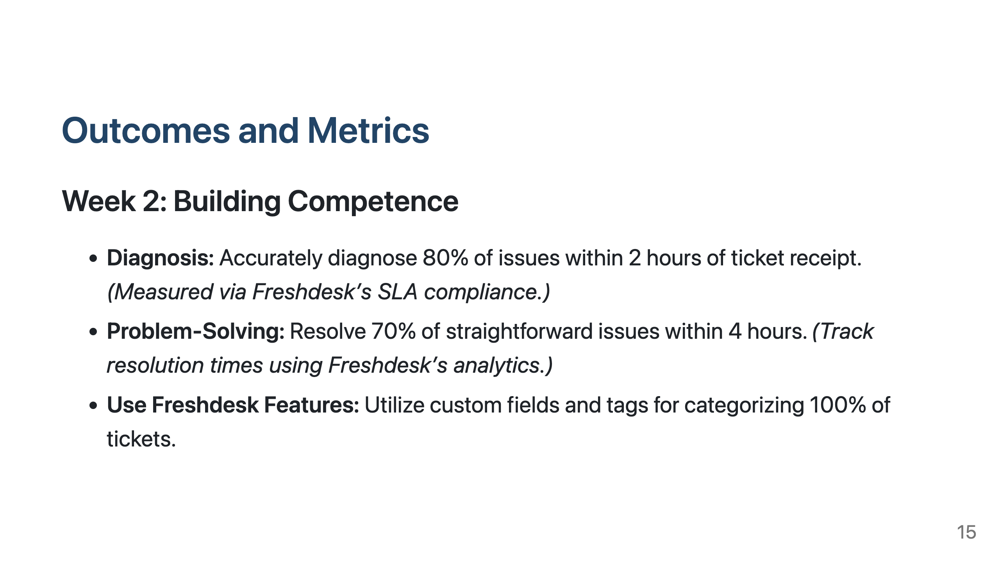 Outcomes and Metrics
Week 2: Building Competence
• Diagnosis: Accurately diagnose 80% of issues within 2 hours of ticket receipt.
(Measured via Freshdesk’s SLA compliance.)
• Problem-Solving: Resolve 70% of straightforward issues within 4 hours. (Track
resolution times using Freshdesk’s analytics.)
• Use Freshdesk Features: Utilize custom fields and tags for categorizing 100% of
tickets.
15